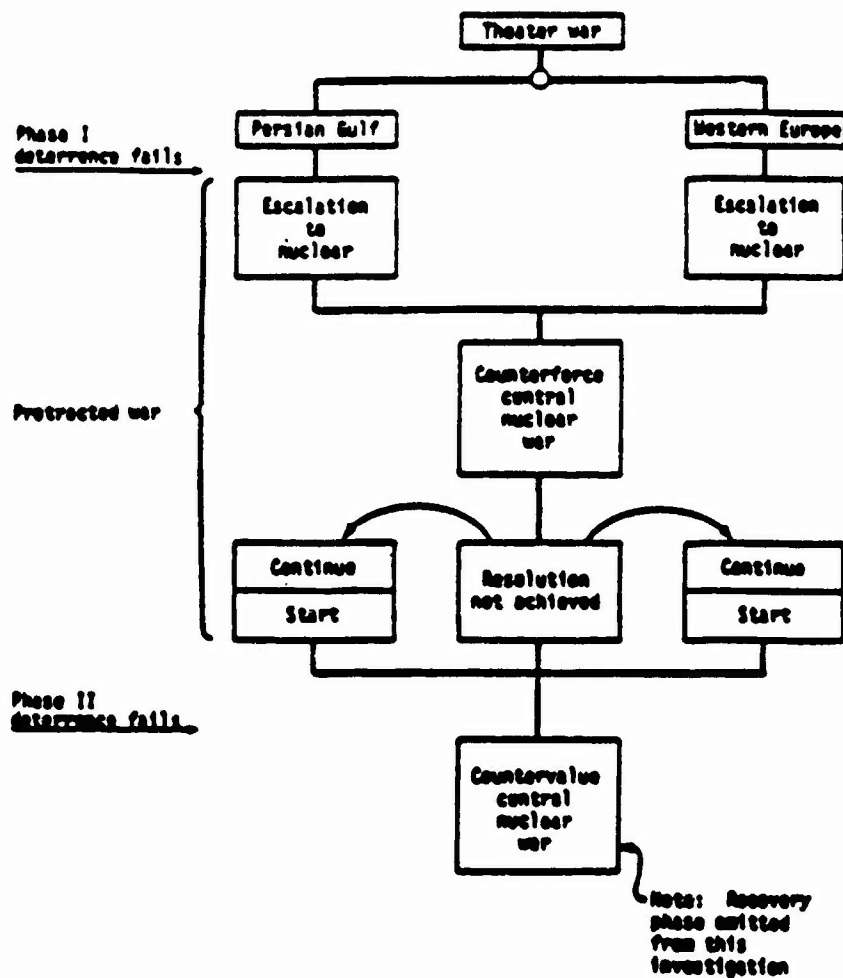 Theater war
Persian Gulf
Western Europe
Phase I
deterrence fails
Escalation
to
nuclear
Escalation
to
nuclear
Counterforce
central
nuclear
war
Protracted war
Continue
Start
Resolution
not achieved
Continue
Start
Phase II
deterrence fails
Countervalue
central
nuclear
war
Note: Recovery
phase omitted
from this
investigation